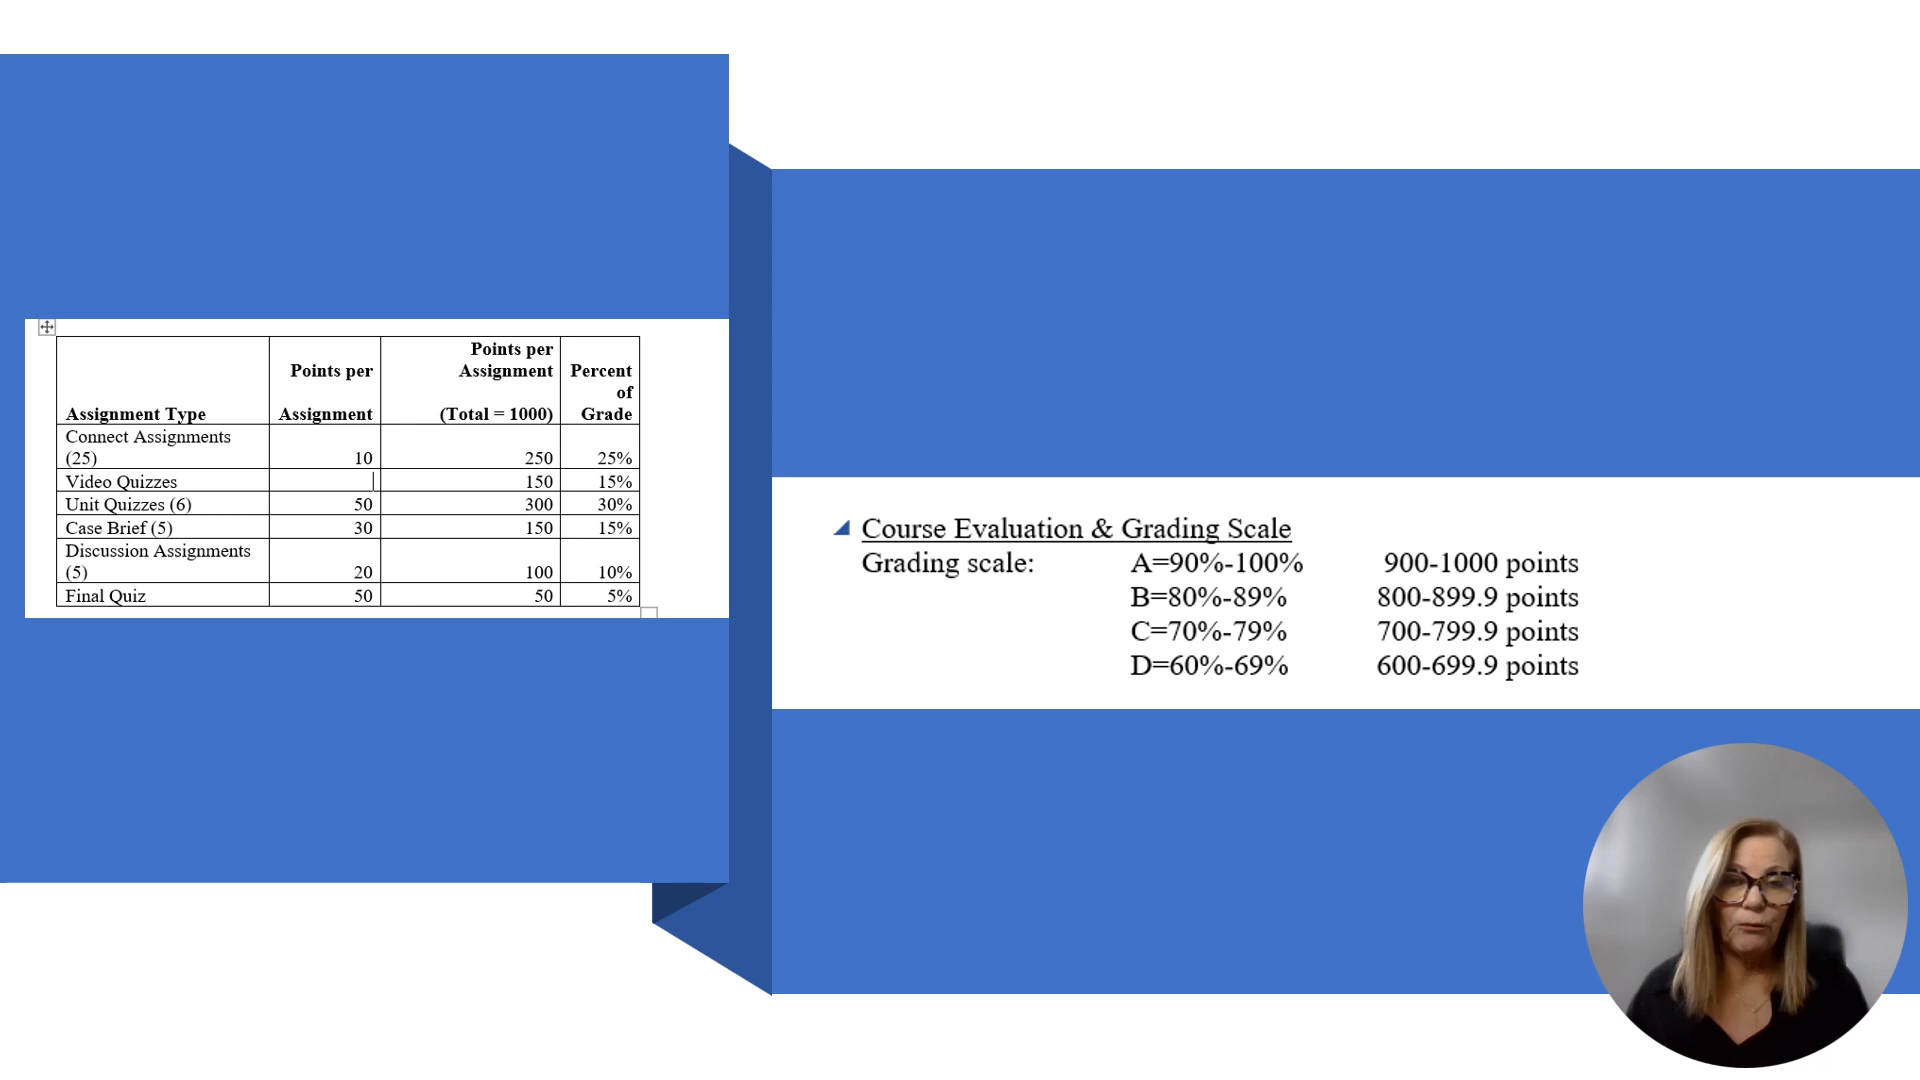 Assignment Type Points per Assignment Points per Assignment (Total = 1000) Percent of Grade
Connect Assignments (25) 10 250 25%
Video Quizzes 150 15%
Unit Quizzes (6) 50 300 30%
Case Brief (5) 30 150 15%
Discussion Assignments (5) 20 100 10%
Final Quiz 50 50 5%
Course Evaluation & Grading Scale
Grading scale: A=90%-100% 900-1000 points
B=80%-89% 800-899.9 points
C=70%-79% 700-799.9 points
D=60%-69% 600-699.9 points